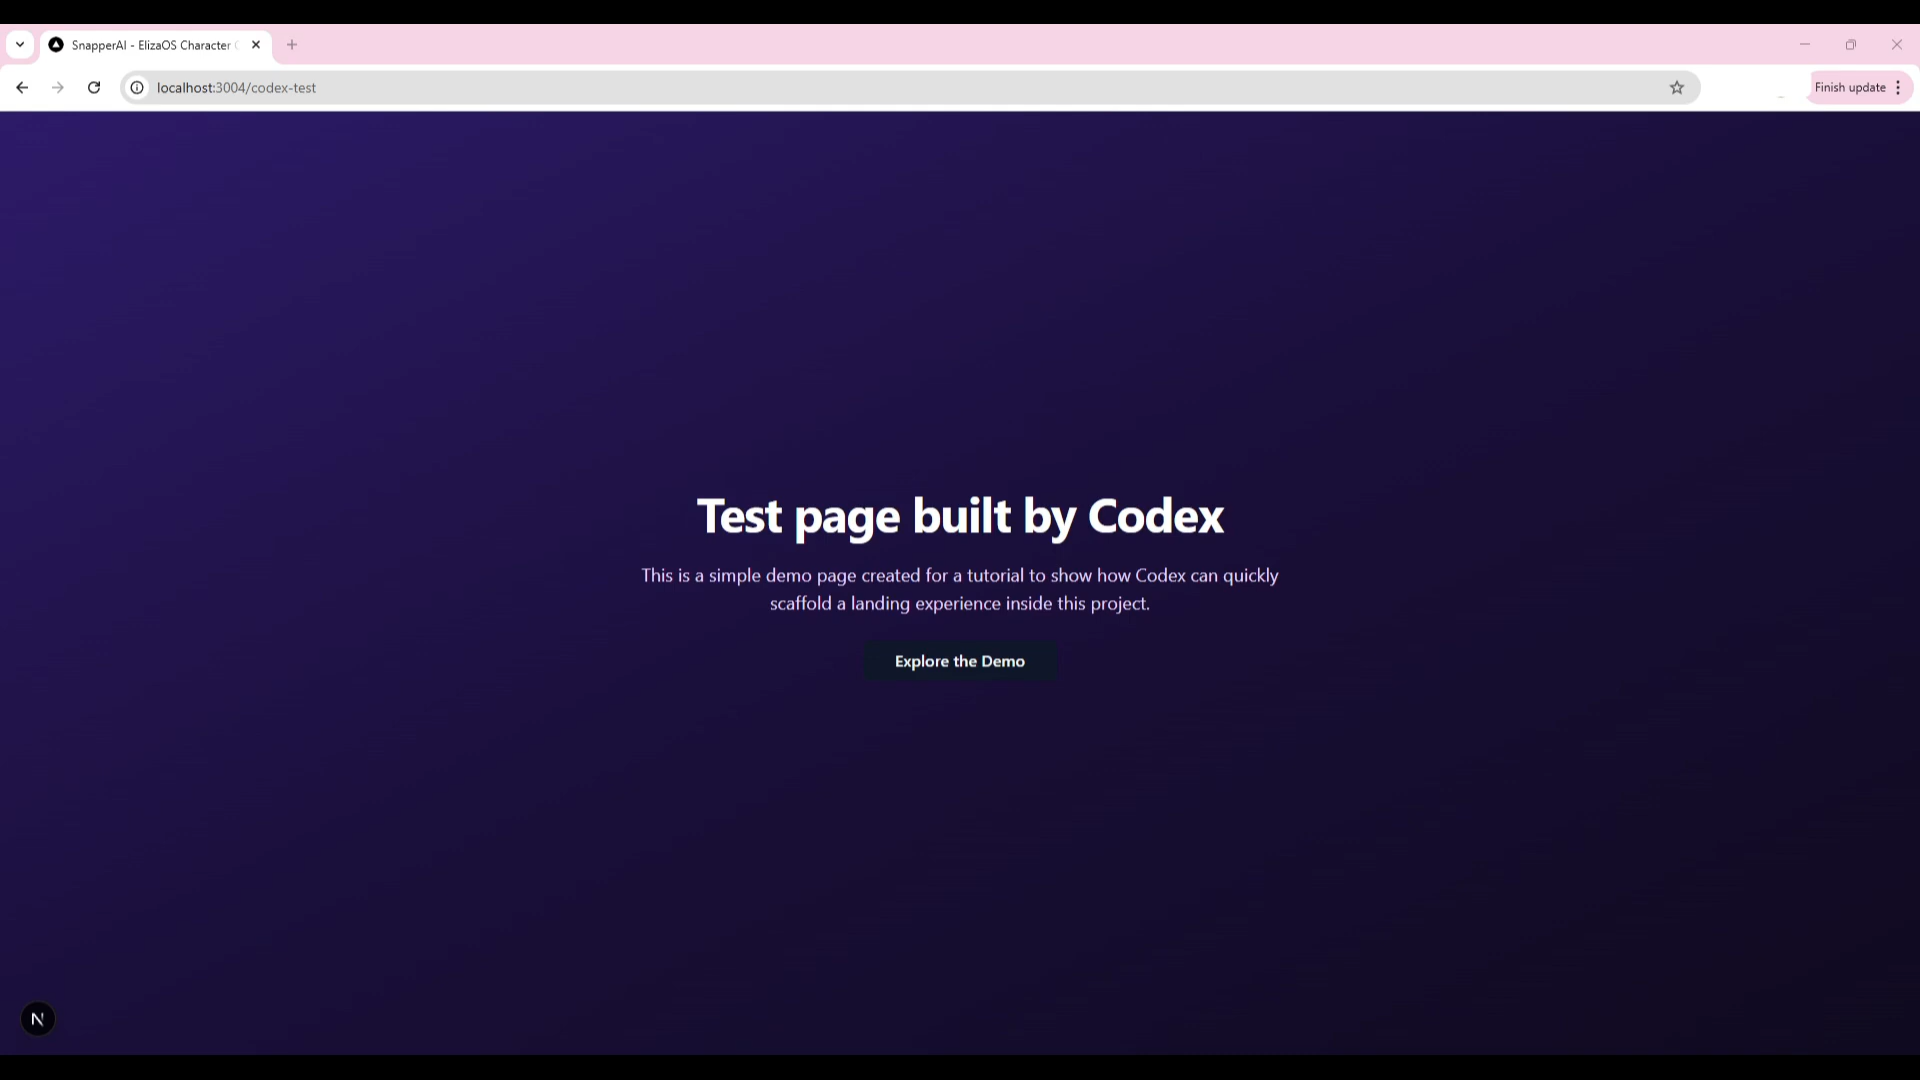 SnapperAI - ElizaOS Character
localhost:3004/codex-test
Finish update
Test page built by Codex
This is a simple demo page created for a tutorial to show how Codex can quickly
scaffold a landing experience inside this project.
Explore the Demo
N